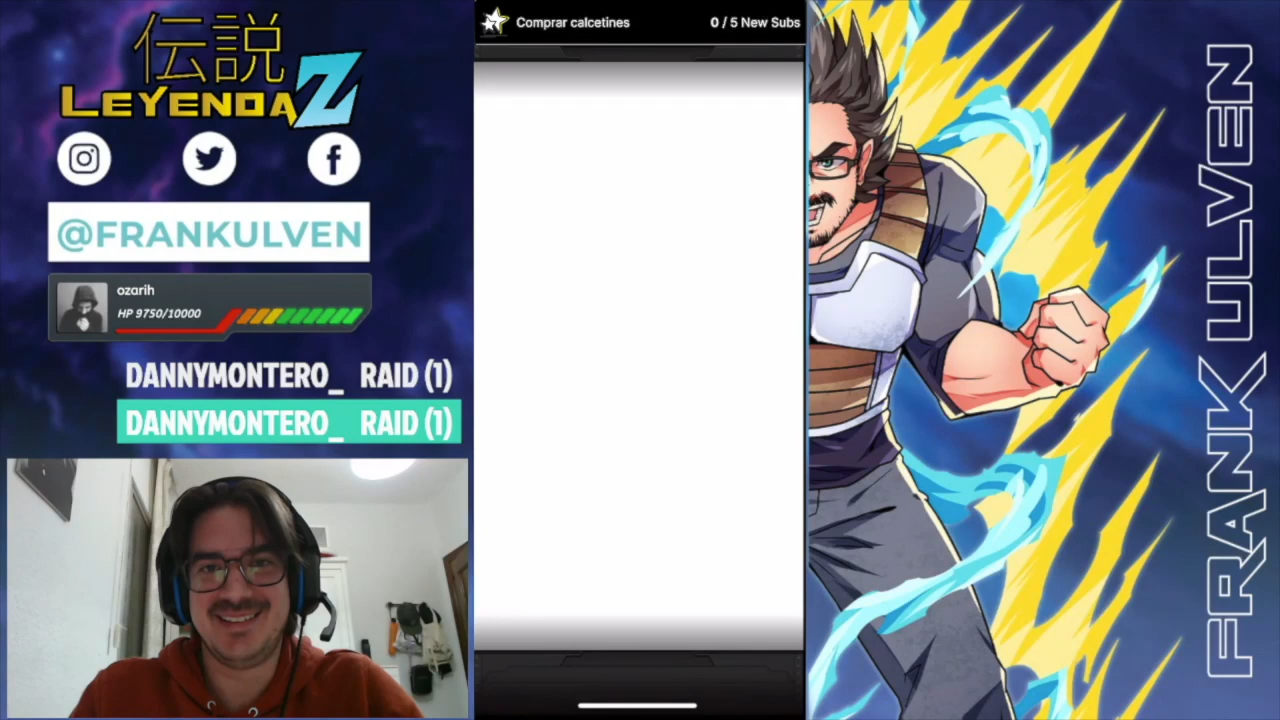 伝説
LEYENDA Z
@FRANKULVEN
ozarih
HP 9750/10000
DANNYMONTERO_ RAID (1)
DANNYMONTERO_ RAID (1)
Comprar calcetines 0 / 5 New Subs
FRANK ULVEN